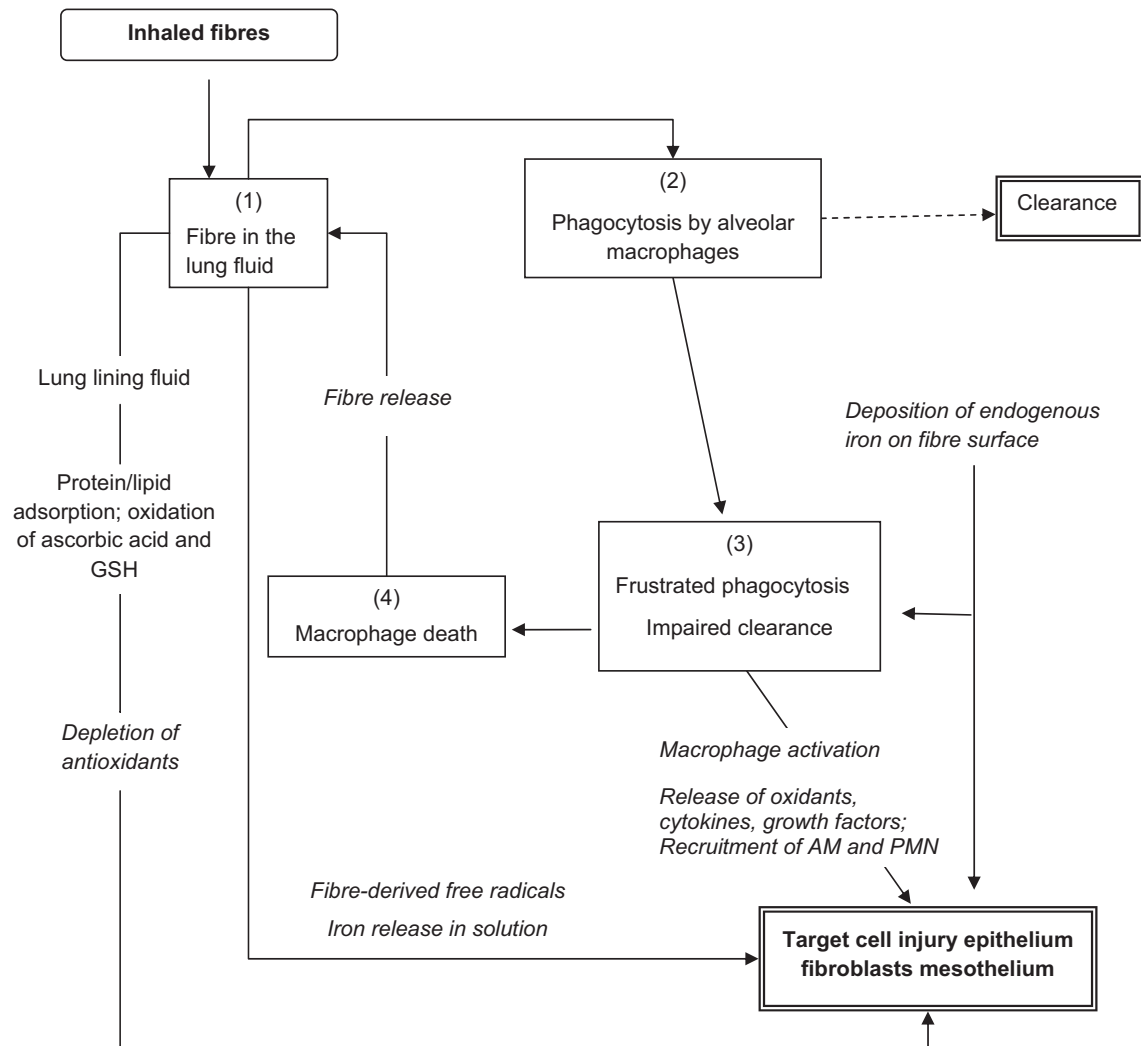 Inhaled fibres
(1)
Fibre in the
lung fluid
(2)
Phagocytosis by alveolar
macrophages
Clearance
Lung lining fluid
Fibre release
Deposition of endogenous
iron on fibre surface
Protein/lipid
adsorption; oxidation
of ascorbic acid and
GSH
(3)
Frustrated phagocytosis
Impaired clearance
(4)
Macrophage death
Depletion of
antioxidants
Macrophage activation
Release of oxidants,
cytokines, growth factors;
Recruitment of AM and PMN
Fibre-derived free radicals
Iron release in solution
Target cell injury epithelium
fibroblasts mesothelium